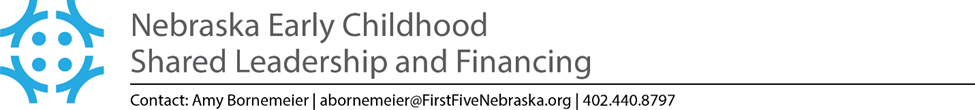 Nebraska Early Childhood
Shared Leadership and Financing
Contact: Amy Bornemeier | abornemeier@FirstFiveNebraska.org | 402.440.8797